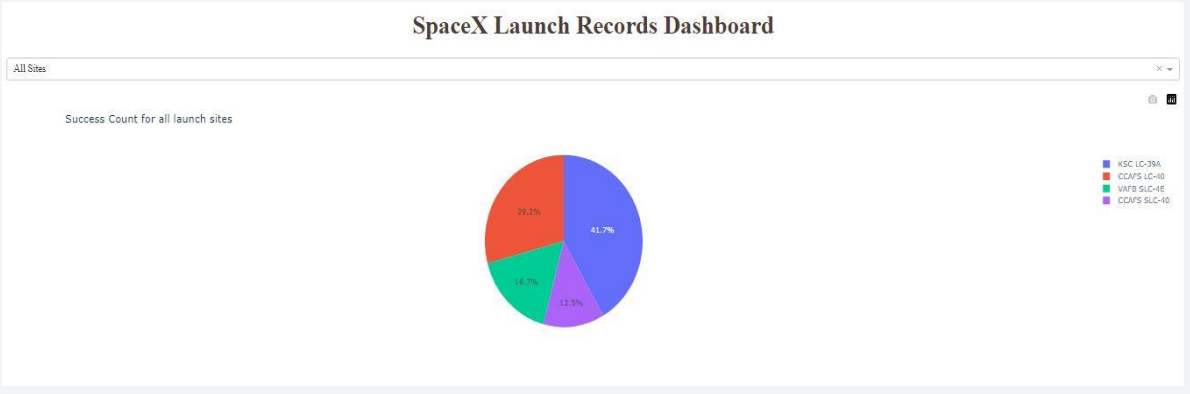 SpaceX Launch Records Dashboard
All Sites
Success Count for all launch sites
KSC LC-39A
CCAFS LC-40
VAFB SLC-4E
CCAFS SLC-40
29.2%
41.7%
16.7%
12.5%